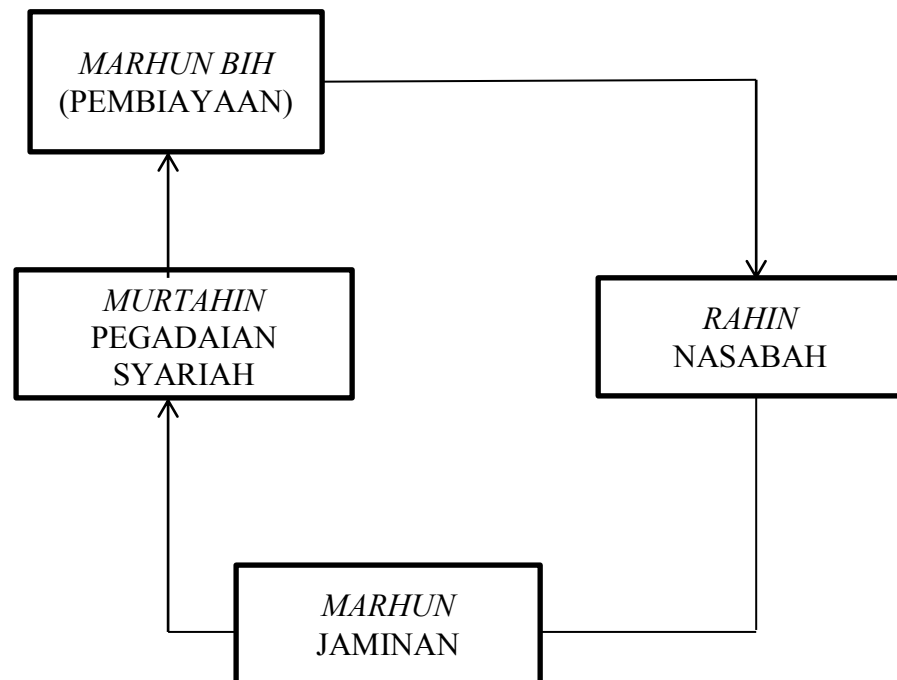 MARHUN BIH
(PEMBIAYAAN)
MURTAHIN
PEGADAIAN
SYARIAH
RAHIN
NASABAH
MARHUN
JAMINAN